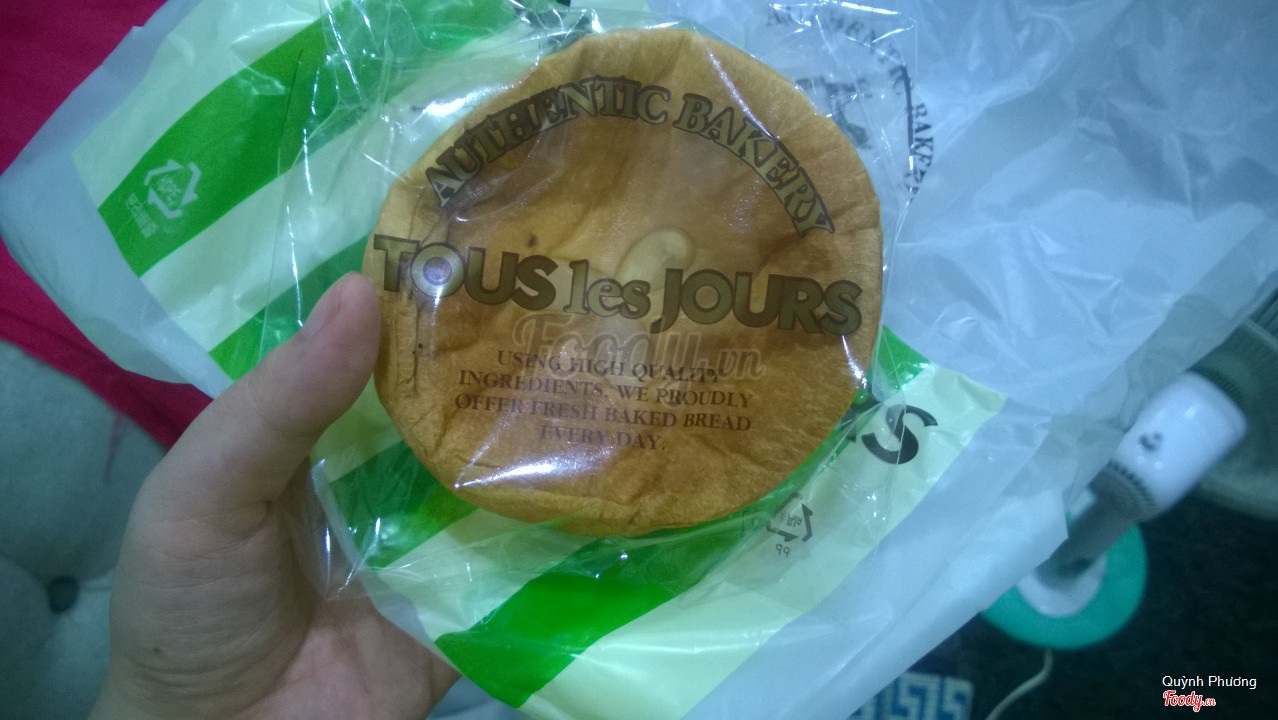 AUTHENTIC BAKERY
TOUS les JOURS
Foody.vn
USING HIGH QUALITY
INGREDIENTS, WE PROUDLY
OFFER FRESH BAKED BREAD
EVERY DAY.
Quỳnh Phương
Foody.vn